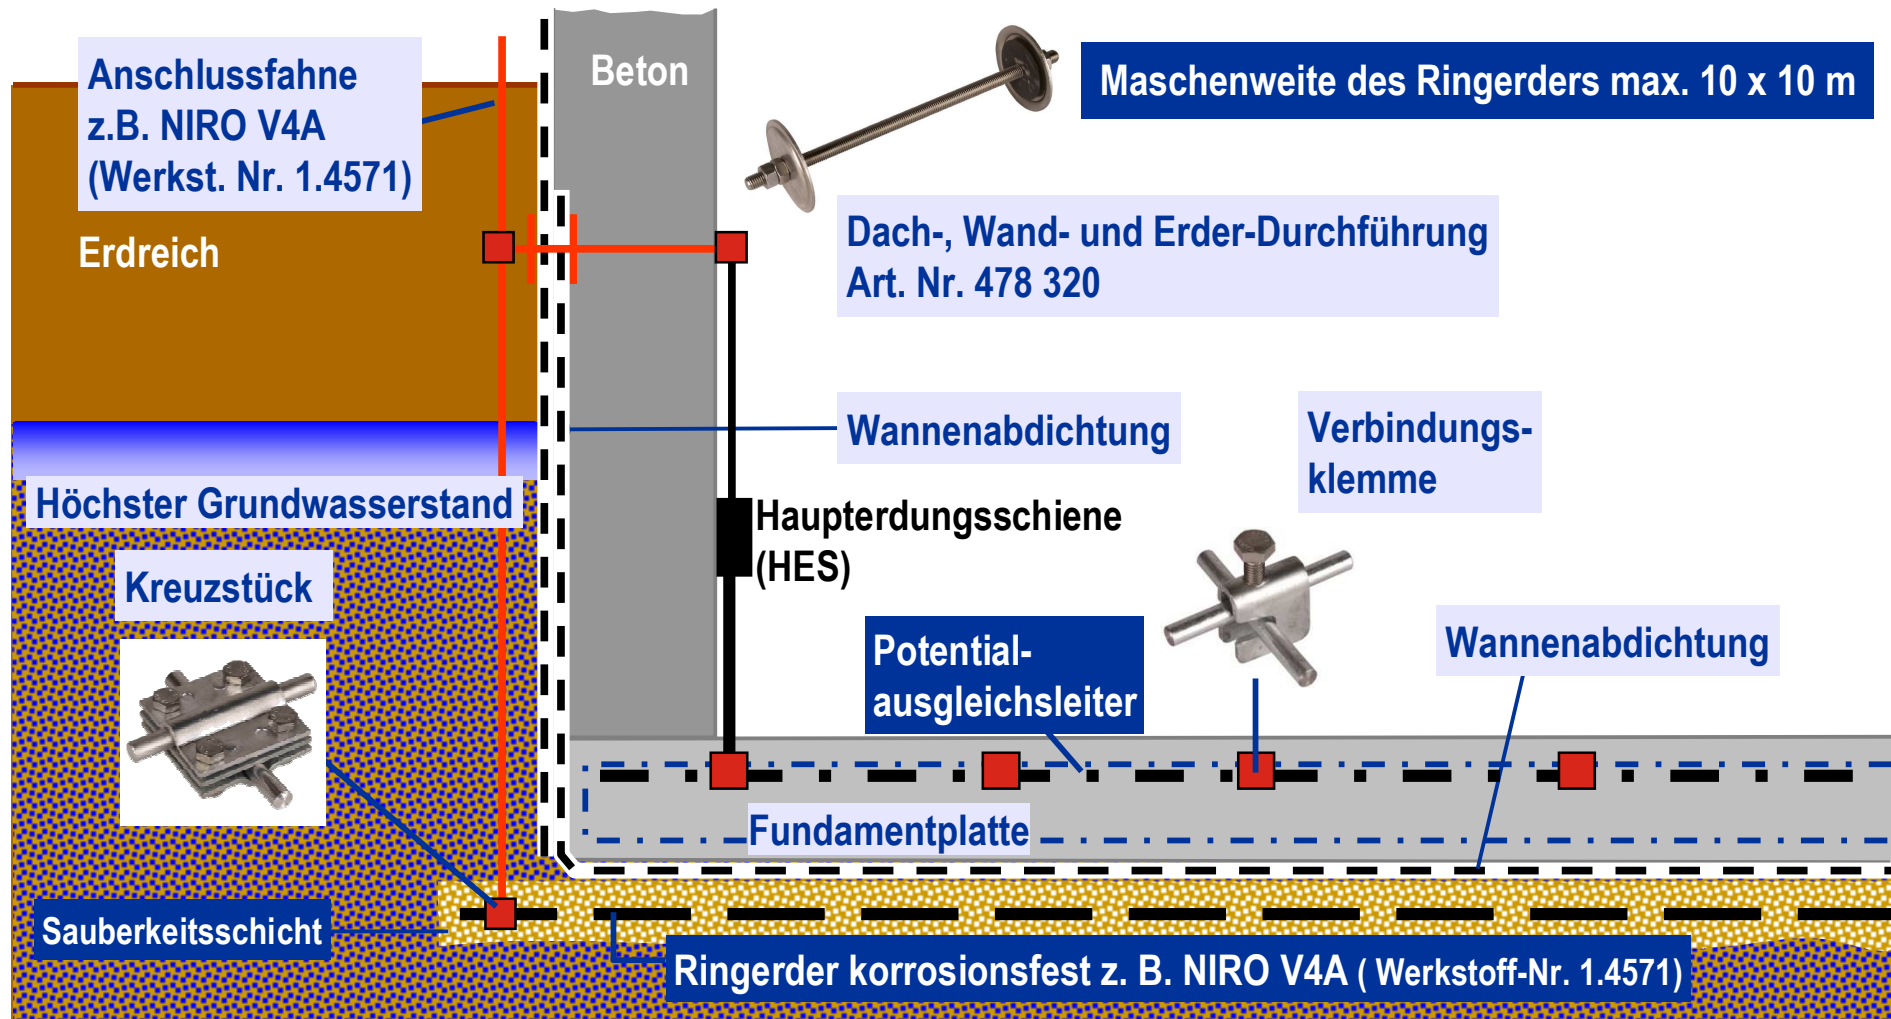 Anschlussfahne
z.B. NIRO V4A
(Werkst. Nr. 1.4571)
Erdreich
Beton
Maschenweite des Ringerders max. 10 x 10 m
Dach-, Wand- und Erder-Durchführung
Art. Nr. 478 320
Wannenabdichtung
Verbindungs-
klemme
Höchster Grundwasserstand
Haupterdungsschiene
(HES)
Kreuzstück
Potential-
ausgleichsleiter
Wannenabdichtung
Fundamentplatte
Sauberkeitsschicht
Ringerder korrosionsfest z. B. NIRO V4A ( Werkstoff-Nr. 1.4571)